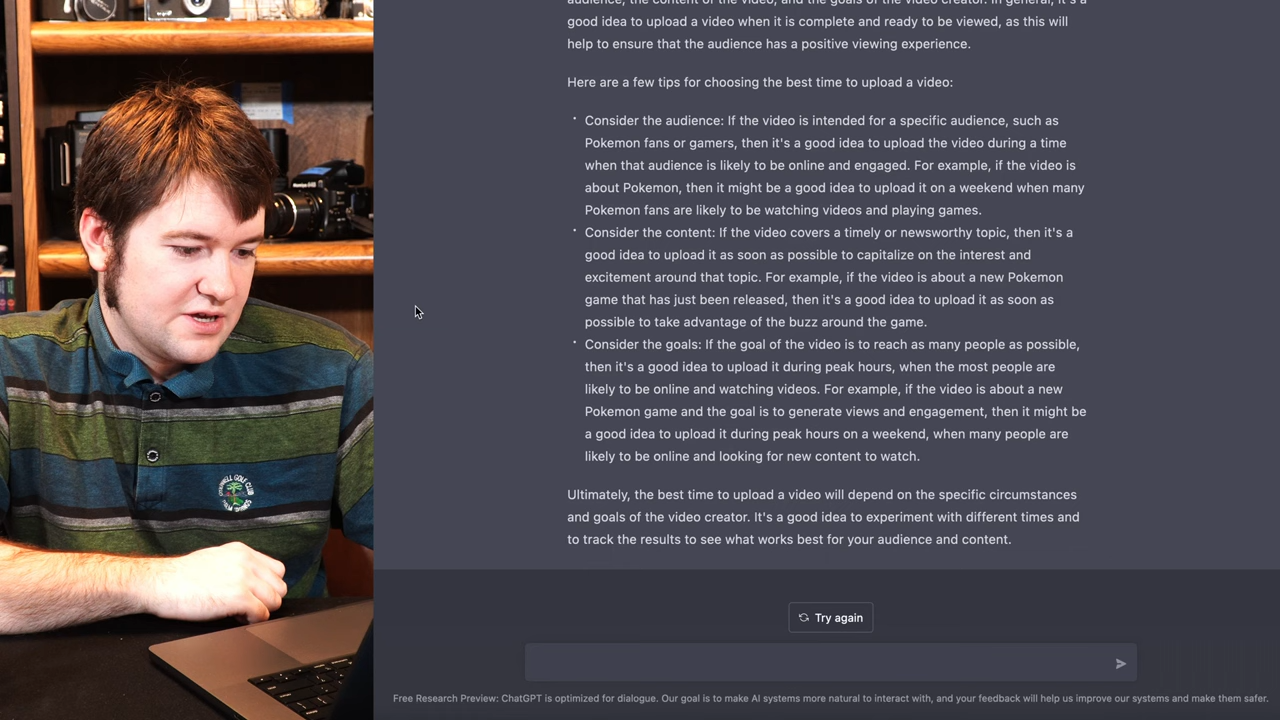 audience, the content of the video, and the goals of the video creator. In general, it's a
good idea to upload a video when it is complete and ready to be viewed, as this will
help to ensure that the audience has a positive viewing experience.
Here are a few tips for choosing the best time to upload a video:
Consider the audience: If the video is intended for a specific audience, such as
Pokemon fans or gamers, then it's a good idea to upload the video during a time
when that audience is likely to be online and engaged. For example, if the video is
about Pokemon, then it might be a good idea to upload it on a weekend when many
Pokemon fans are likely to be watching videos and playing games.
Consider the content: If the video covers a timely or newsworthy topic, then it's a
good idea to upload it as soon as possible to capitalize on the interest and
excitement around that topic. For example, if the video is about a new Pokemon
game that has just been released, then it's a good idea to upload it as soon as
possible to take advantage of the buzz around the game.
Consider the goals: If the goal of the video is to reach as many people as possible,
then it's a good idea to upload it during peak hours, when the most people are
likely to be online and watching videos. For example, if the video is about a new
Pokemon game and the goal is to generate views and engagement, then it might be
a good idea to upload it during peak hours on a weekend, when many people are
likely to be online and looking for new content to watch.
Ultimately, the best time to upload a video will depend on the specific circumstances
and goals of the video creator. It's a good idea to experiment with different times and
to track the results to see what works best for your audience and content.
Try again
Free Research Preview: ChatGPT is optimized for dialogue. Our goal is to make AI systems more natural to interact with, and your feedback will help us improve our systems and make them safer.